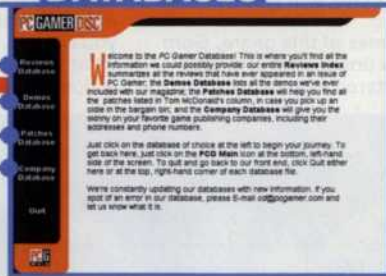 PC GAMER DISC
Reviews
Database
Demos
Database
Patches
Database
Company
Database
Quit
Welcome to the PC Gamer Database! This is where you'll find all the
information we could possibly provide: our entire Reviews Index
summarizes all the reviews that have ever appeared in an issue of
PC Gamer; the Demos Database lists all the demos we've ever
included with our magazine; the Patches Database will help you find all
the patches listed in Tom McDonald's column, in case you pick up an
oldie in the bargain bin; and the Company Database will give you the
skinny on your favorite game publishing companies, including their
addresses and phone numbers.
Just click on the database of choice at the left to begin your journey. To
get back here, just click on the PCG Main icon at the bottom, left-hand
side of the screen. To quit and go back to our front end, click Quit either
here or at the top, right-hand corner of each database file.
We're constantly updating our databases with new information. If you
spot of an error in our database, please E-mail cd@pcgamer.com and
let us know what it is.